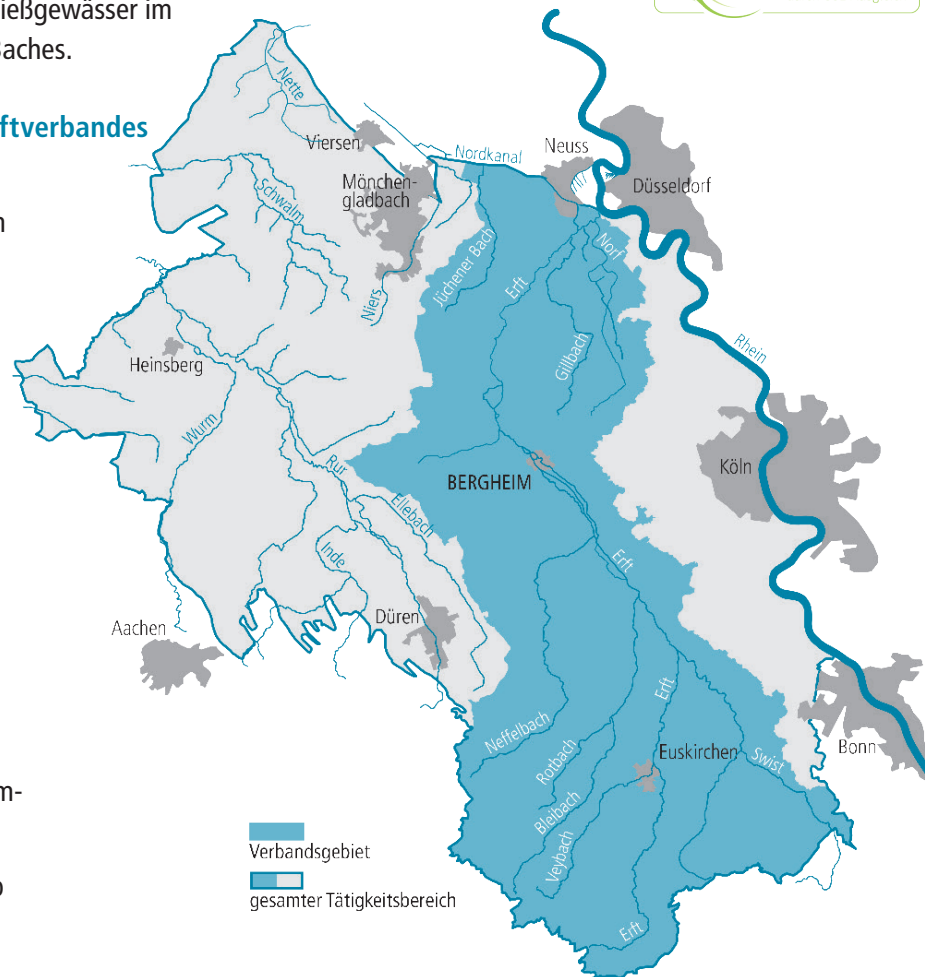 ießgewässer im
Baches.
ftverbandes
Nette
Viersen
Nordkanal
Neuss
Düsseldorf
Mönchen-
gladbach
Schwalm
Niers
Jüchener Bach
Erft
Norf
Gillbach
Rhein
Heinsberg
Wurm
Rur
Ellebach
Inde
BERGHEIM
Köln
Erft
Düren
Aachen
Neffelbach
Rotbach
Bleibach
Veybach
Erft
Euskirchen
Swist
Bonn
Erft
m-
Verbandsgebiet
gesamter Tätigkeitsbereich